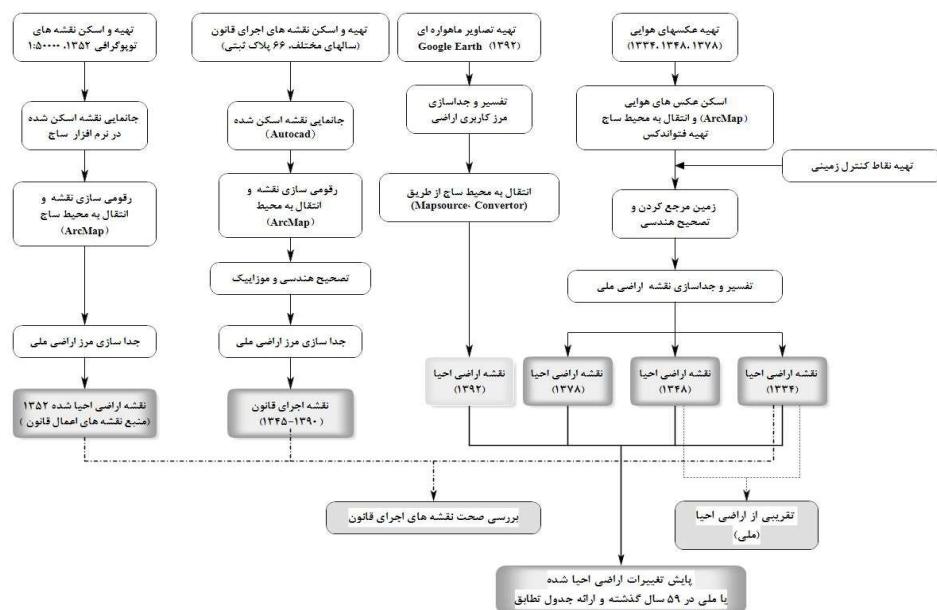 تهیه عکسهای هوایی
(۱۳۳۴، ۱۳۴۸، ۱۳۷۸)
اسکن عکس های هوایی
و انتقال به محیط ساج (ArcMap)
تهیه فتواندکس
تهیه نقاط کنترل زمینی
زمین مرجع کردن و
تصحیح هندسی
تفسیر و جداسازی نقشه اراضی ملی
نقشه اراضی احیا
(۱۳۳۴)
نقشه اراضی احیا
(۱۳۴۸)
نقشه اراضی احیا
(۱۳۷۸)
تهیه تصاویر ماهواره ای
Google Earth (۱۳۹۲)
تفسیر و جداسازی
مرز کاربری اراضی
انتقال به محیط ساج از طریق
(Mapsource، Convertor)
نقشه اراضی احیا
(۱۳۹۲)
تهیه و اسکن نقشه های اجرای قانون
(سالهای مختلف، ۶۶ پلاک ثبتی)
جانمایی نقشه اسکن شده
(Autocad)
رقومی سازی نقشه و
انتقال به محیط
(ArcMap)
تصحیح هندسی و موزاییک
جدا سازی مرز اراضی ملی
نقشه اجرای قانون
(۱۳۴۵-۱۳۹۰)
تهیه و اسکن نقشه های
توپوگرافی ۱۳۵۲، ۱:۵۰۰۰۰
جانمایی نقشه اسکن شده
در نرم افزار ساج
رقومی سازی نقشه و
انتقال به محیط ساج
(ArcMap)
جدا سازی مرز اراضی ملی
نقشه اراضی احیا شده ۱۳۵۲
(منبع نقشه های اعمال قانون)
تقریبی از اراضی احیا
(ملی)
بررسی صحت نقشه های اجرای قانون
پایش تغییرات اراضی احیا شده
یا ملی در ۵۹ سال گذشته و ارائه جدول تطابق